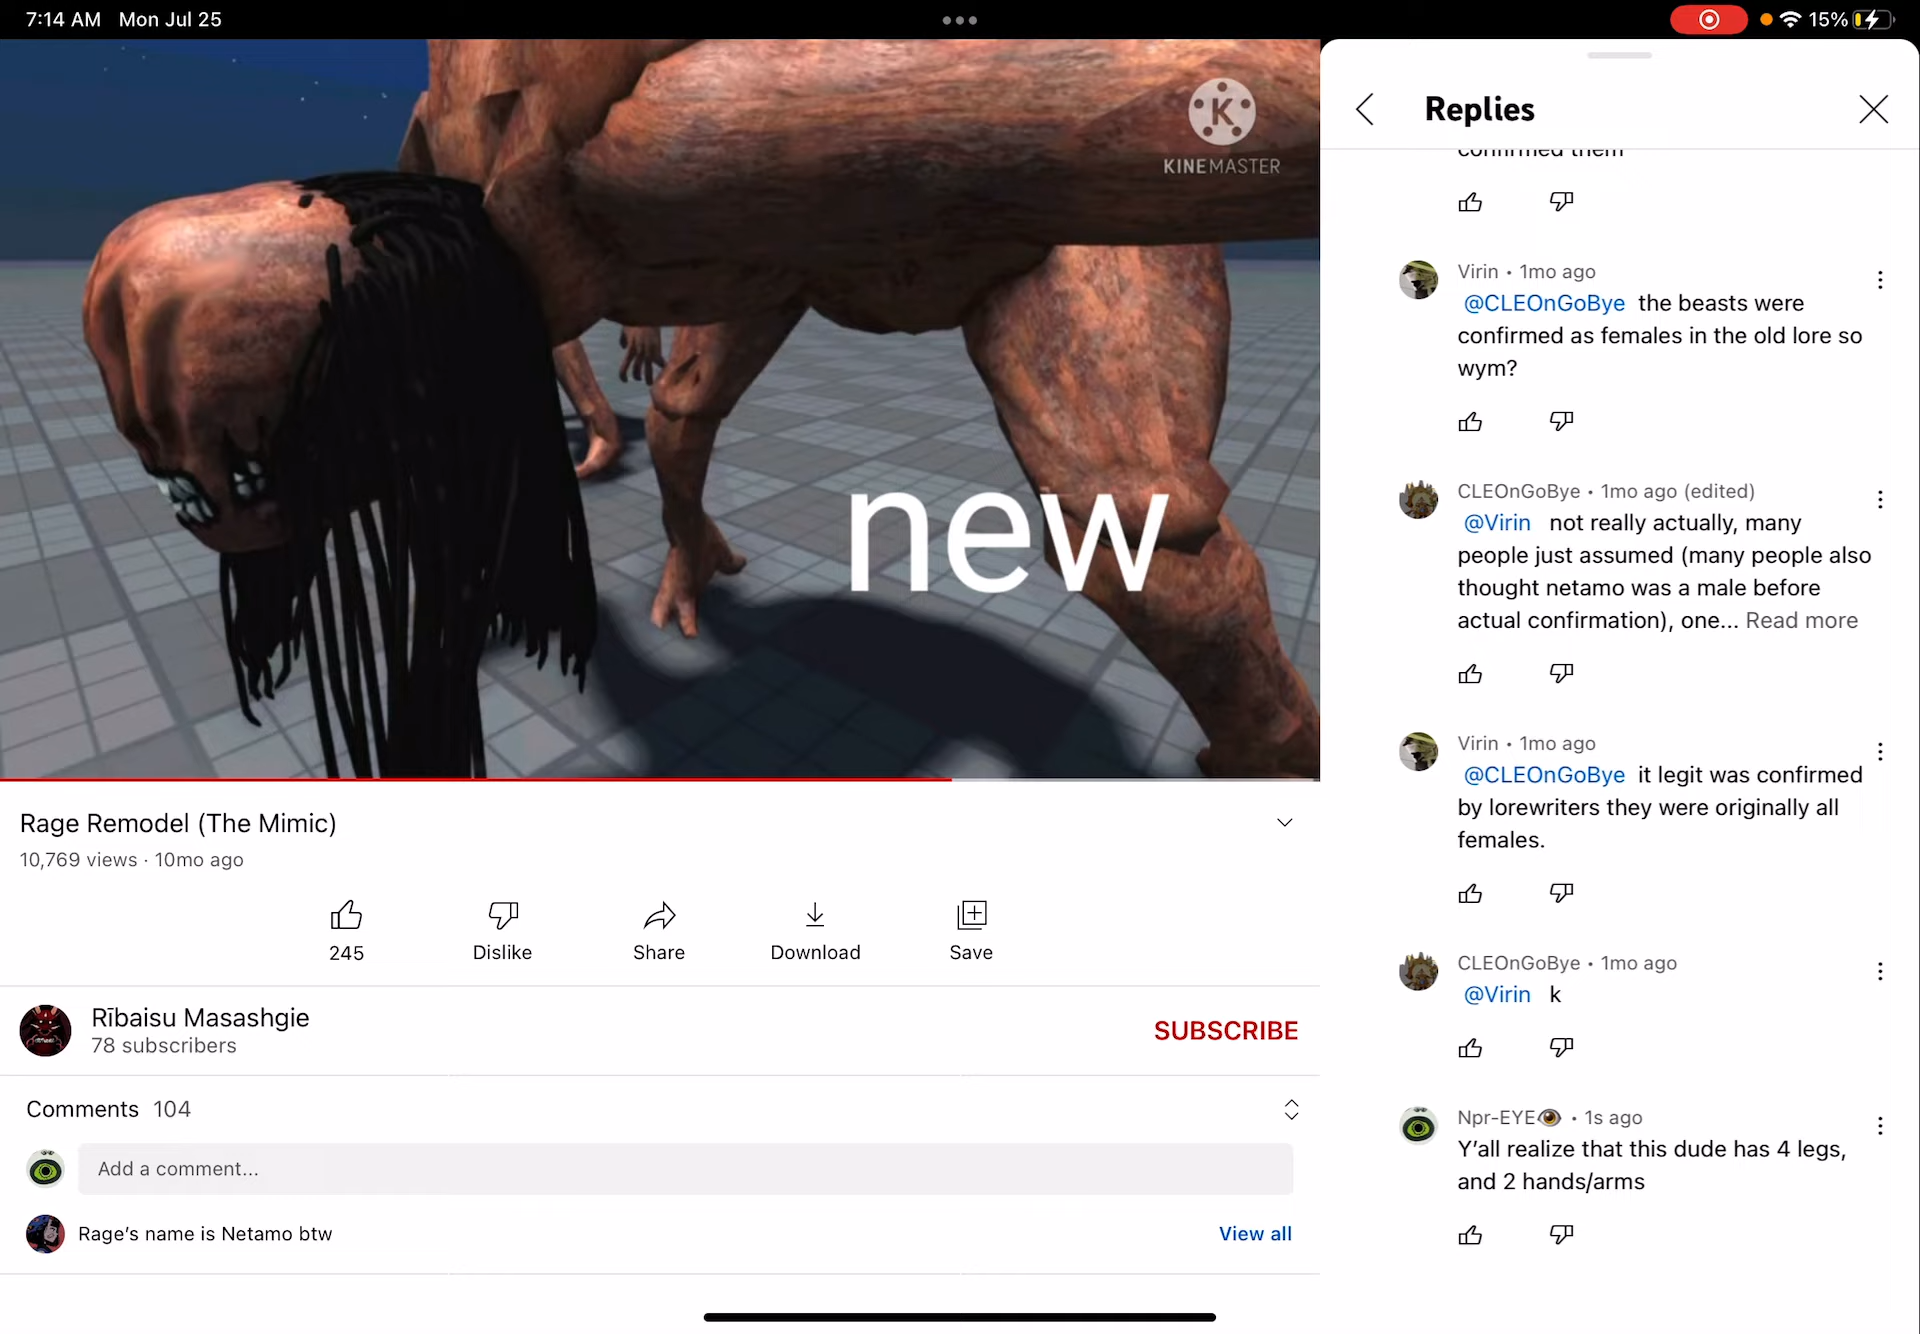 7:14 AM Mon Jul 25
15%
KINEMASTER
new
Rage Remodel (The Mimic)
10,769 views · 10mo ago
245
Dislike
Share
Download
Save
Rībaisu Masashgie
78 subscribers
SUBSCRIBE
Comments 104
Add a comment...
Rage’s name is Netamo btw
View all
Replies
confirmed them
Virin • 1mo ago
@CLEOnGoBye the beasts were
confirmed as females in the old lore so
wym?
CLEOnGoBye • 1mo ago (edited)
@Virin not really actually, many
people just assumed (many people also
thought netamo was a male before
actual confirmation), one... Read more
Virin • 1mo ago
@CLEOnGoBye it legit was confirmed
by lorewriters they were originally all
females.
CLEOnGoBye • 1mo ago
@Virin k
Npr-EYE👁 • 1s ago
Y’all realize that this dude has 4 legs,
and 2 hands/arms